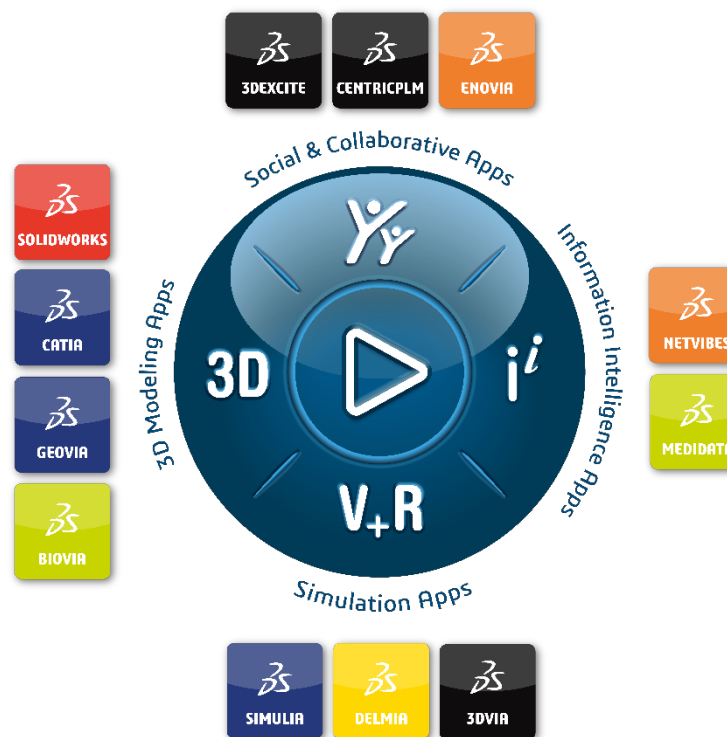 3DEXCITE
CENTRICPLM
ENOVIA
Social & Collaborative Apps
SOLIDWORKS
CATIA
GEOVIA
BIOVIA
3D Modeling Apps
3D
i i
V+R
Information Intelligence Apps
NETVIBES
MEDIDATA
Simulation Apps
SIMULIA
DELMIA
3DVIA